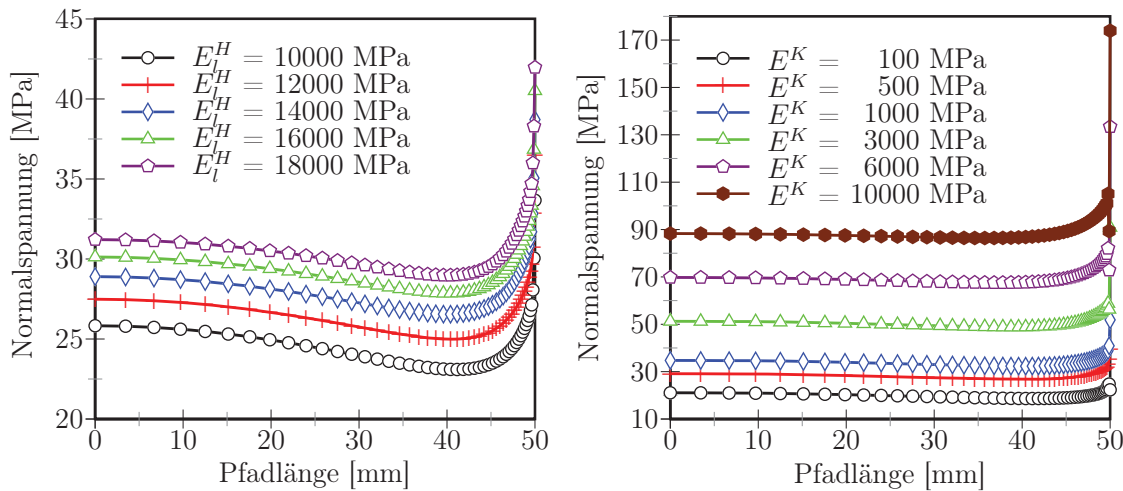 45
40
35
30
25
20
0 10 20 30 40 50
Pfadlänge [mm]
Normalspannung [MPa]
E_l^H = 10000 MPa
E_l^H = 12000 MPa
E_l^H = 14000 MPa
E_l^H = 16000 MPa
E_l^H = 18000 MPa
170
150
130
110
90
70
50
30
10
0 10 20 30 40 50
Pfadlänge [mm]
Normalspannung [MPa]
E^K = 100 MPa
E^K = 500 MPa
E^K = 1000 MPa
E^K = 3000 MPa
E^K = 6000 MPa
E^K = 10000 MPa